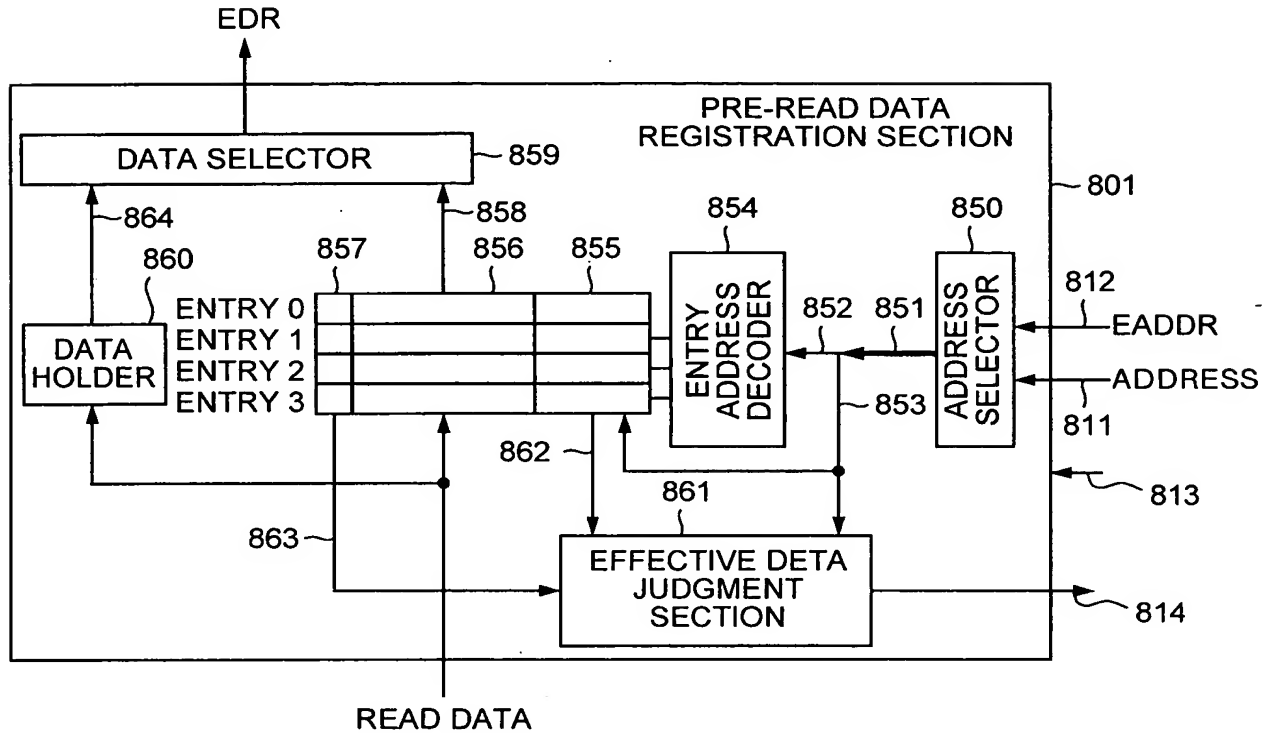 EDR
PRE-READ DATA
REGISTRATION SECTION
DATA SELECTOR
859
801
864
858
854
850
860
857
856
855
812
ENTRY 0
ENTRY 1
ENTRY 2
ENTRY 3
DATA
HOLDER
ENTRY
ADDRESS
DECODER
852
851
ADDRESS
SELECTOR
EADDR
ADDRESS
811
853
862
861
813
863
EFFECTIVE DETA
JUDGMENT
SECTION
814
READ DATA